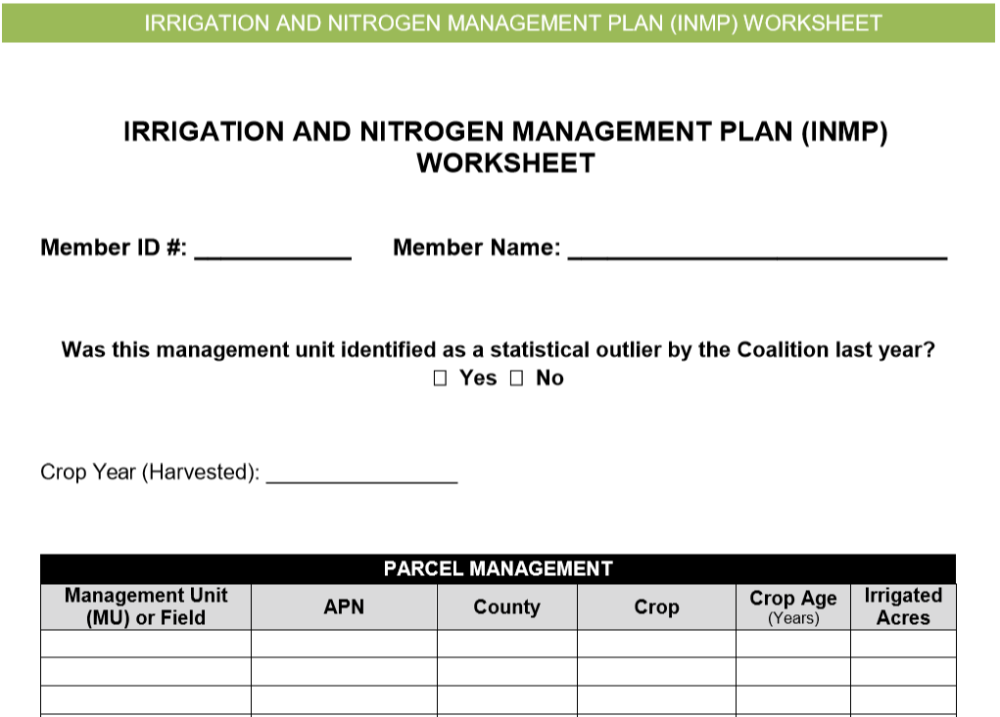 IRRIGATION AND NITROGEN MANAGEMENT PLAN (INMP) WORKSHEET
IRRIGATION AND NITROGEN MANAGEMENT PLAN (INMP)
WORKSHEET
Member ID #: ____________ Member Name: _____________________________
Was this management unit identified as a statistical outlier by the Coalition last year?
☐ Yes ☐ No
Crop Year (Harvested): ________________
PARCEL MANAGEMENT
Management Unit (MU) or Field APN County Crop Crop Age (Years) Irrigated Acres